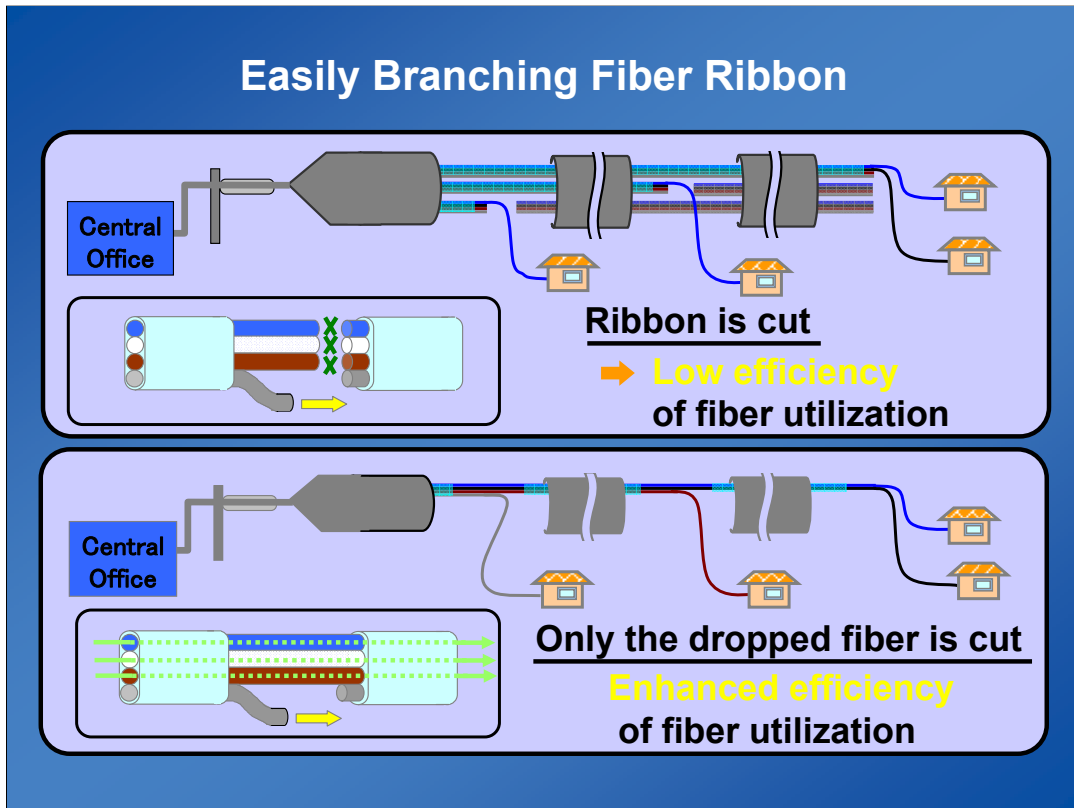 Easily Branching Fiber Ribbon
Central
Office
Ribbon is cut
Low efficiency
of fiber utilization
Central
Office
Only the dropped fiber is cut
Enhanced efficiency
of fiber utilization